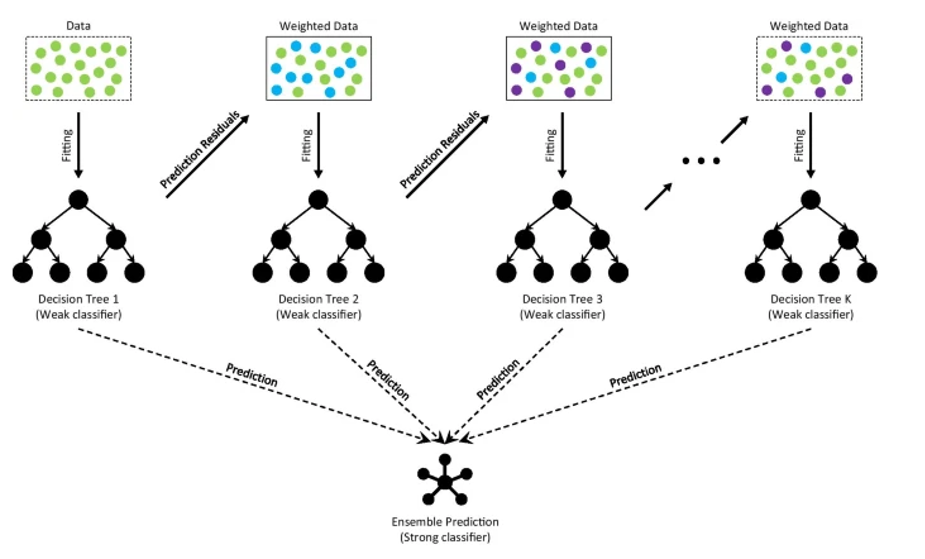 Data
Weighted Data
Weighted Data
Weighted Data
Fitting
Prediction Residuals
Fitting
Prediction Residuals
Fitting
Fitting
Decision Tree 1
(Weak classifier)
Decision Tree 2
(Weak classifier)
Decision Tree 3
(Weak classifier)
Decision Tree K
(Weak classifier)
Prediction
Prediction
Prediction
Prediction
Ensemble Prediction
(Strong classifier)